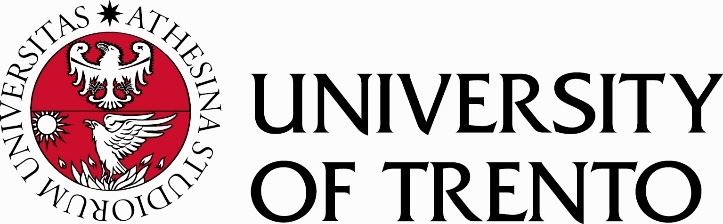 ATHESINA STUDIORUM UNIVERSITAS
UNIVERSITY
OF TRENTO